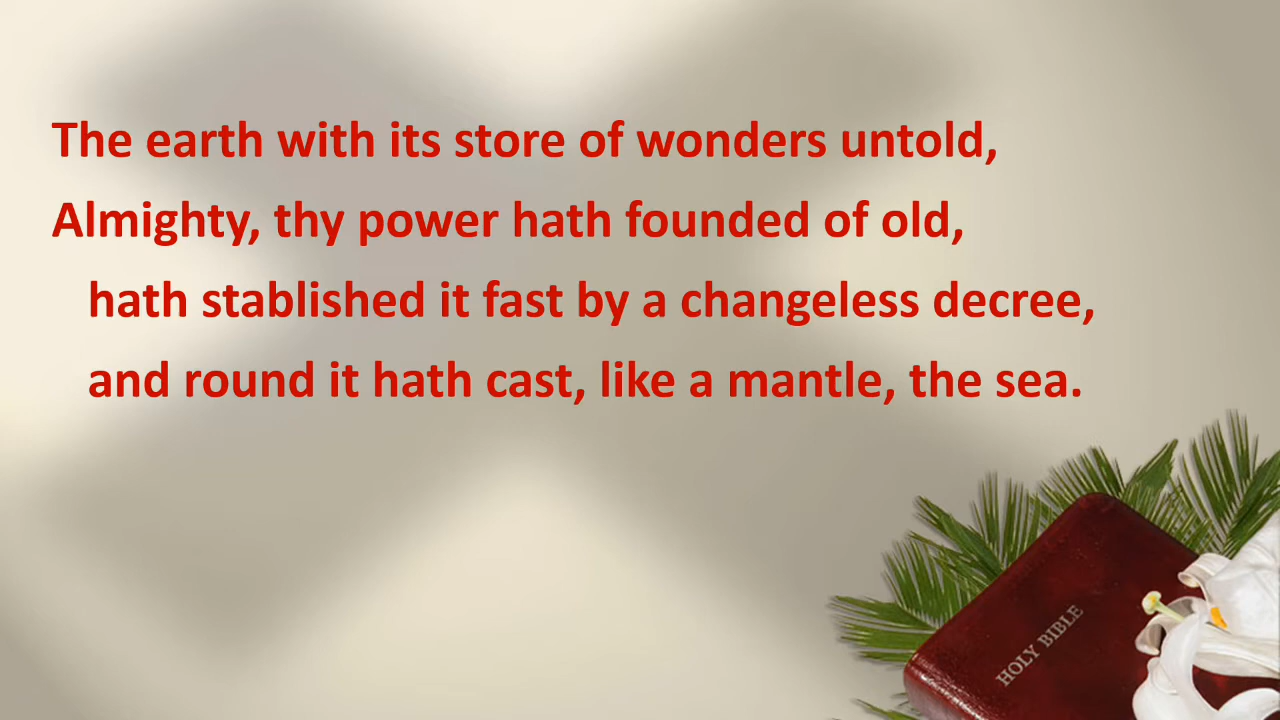 The earth with its store of wonders untold,
Almighty, thy power hath founded of old,
hath stablished it fast by a changeless decree,
and round it hath cast, like a mantle, the sea.
HOLY BIBLE